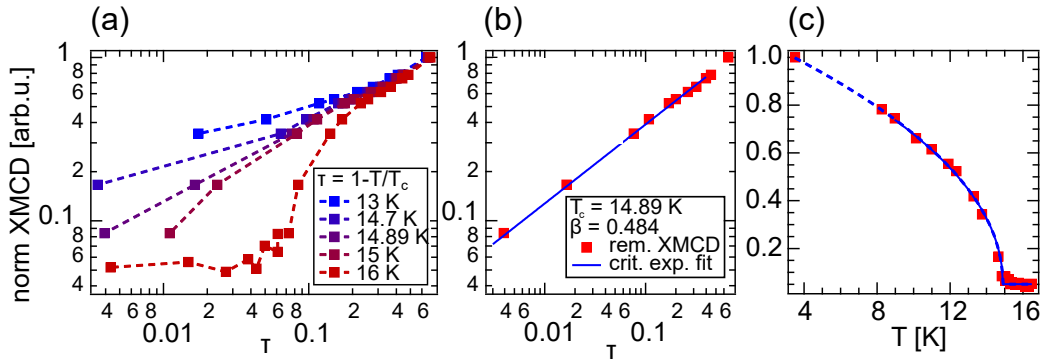 (a)
(b)
(c)
norm XMCD [arb.u.]
1
8
6
4
2
0.1
8
6
4
6 8
0.01
2
4
6 8
0.1
2
4
6
τ
τ = 1-T/T_c
13 K
14.7 K
14.89K
15 K
16 K
1
8
6
4
2
0.1
8
6
4
4
6 8
0.01
2
4
6 8
0.1
2
4 6
τ
T_c = 14.89 K
β = 0.484
rem. XMCD
crit. exp. fit
1.0
0.8
0.6
0.4
0.2
4
8
12
16
T [K]